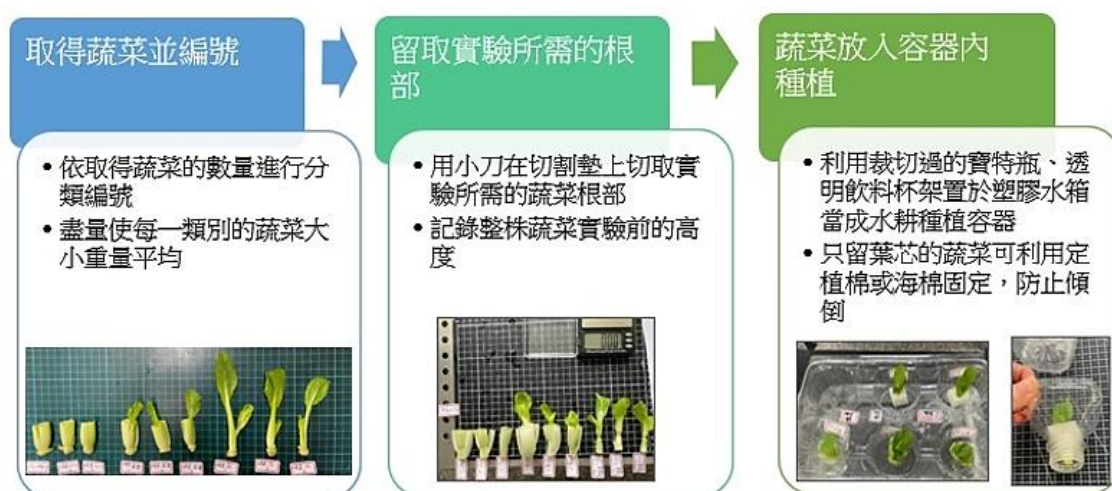 取得蔬菜並編號
• 依取得蔬菜的數量進行分
類編號
• 盡量使每一類別的蔬菜大
小重量平均
留取實驗所需的根
部
• 用小刀在切割墊上切取實
驗所需的蔬菜根部
• 記錄整株蔬菜實驗前的高
度
蔬菜放入容器內
種植
• 利用裁切過的寶特瓶、透
明飲料杯架置於塑膠水箱
當成水耕種植容器
• 只留葉芯的蔬菜可利用定
植棉或海棉固定，防止傾
倒